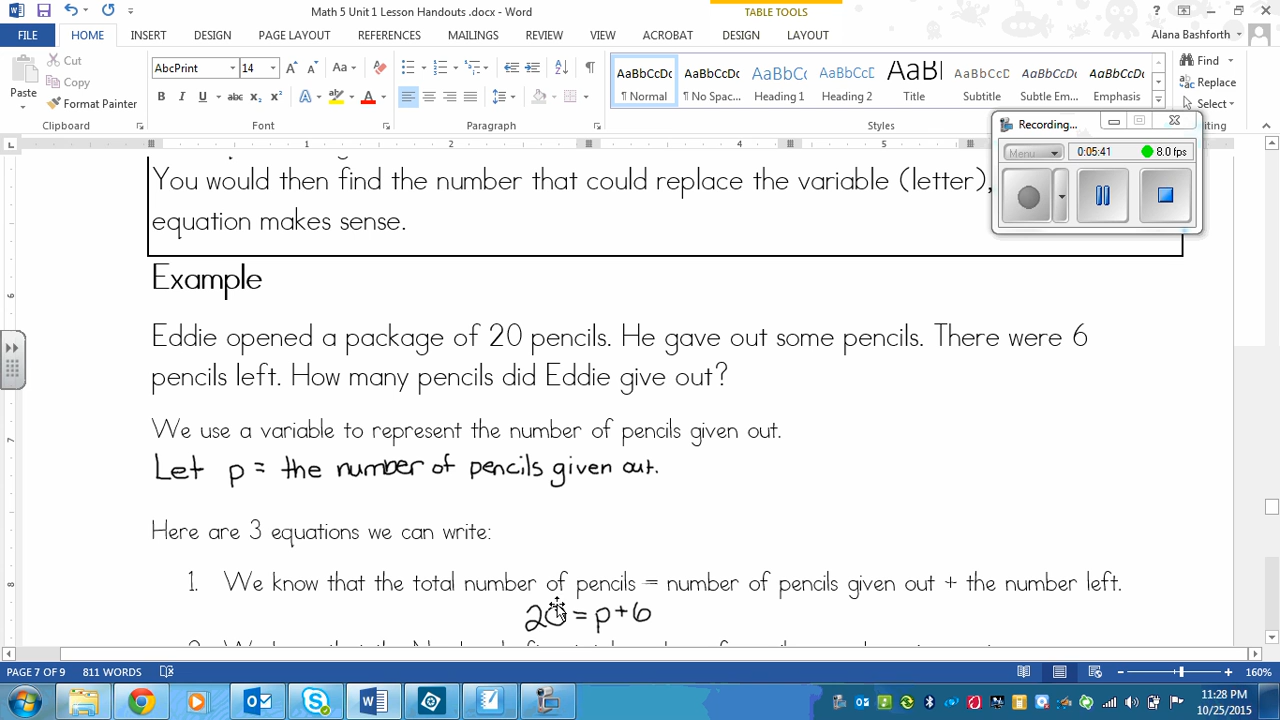 Math 5 Unit 1 Lesson Handouts .docx - Word
TABLE TOOLS
FILE HOME INSERT DESIGN PAGE LAYOUT REFERENCES MAILINGS REVIEW VIEW ACROBAT DESIGN LAYOUT
Alana Bashforth
Paste
Cut
Copy
Format Painter
Clipboard
AbcPrint 14
Font
Paragraph
AaBbCcDc AaBbCcDc AaBbCc AaBbCcD AaBl AaBbCcD AaBbCcDc AaBbCcDc
¶ Normal ¶ No Spac... Heading 1 Heading 2 Title Subtitle Subtle Em... Emphasis
Styles
Find
Replace
Select
Recording...
Menu 0:05:41 8.0 fps
You would then find the number that could replace the variable (letter),
equation makes sense.
Example
Eddie opened a package of 20 pencils. He gave out some pencils. There were 6
pencils left. How many pencils did Eddie give out?
We use a variable to represent the number of pencils given out.
Let p = the number of pencils given out.
Here are 3 equations we can write:
1. We know that the total number of pencils = number of pencils given out + the number left.
20 = p+6
PAGE 7 OF 9 811 WORDS
160%
11:28 PM
10/25/2015